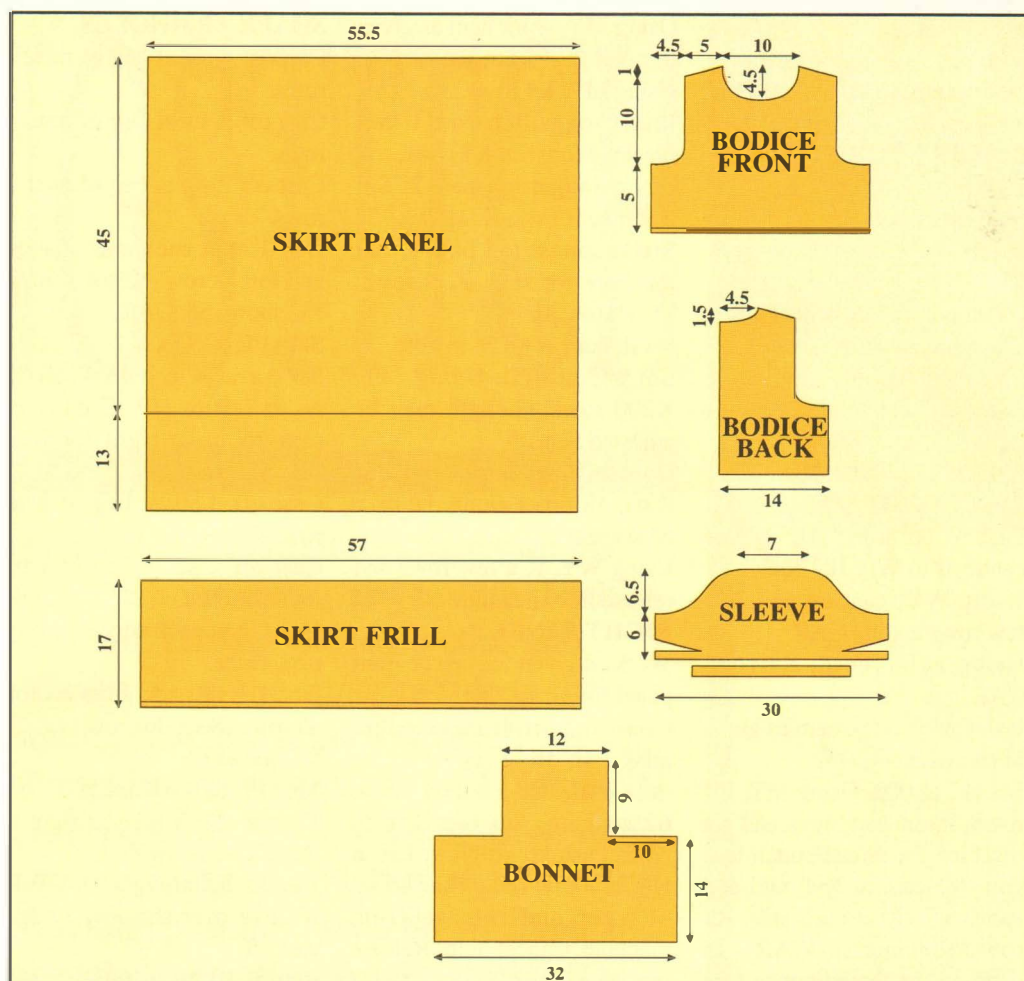 55.5
45
SKIRT PANEL
13
4.5 5 10
1
4.5
10
BODICE
FRONT
5
4.5
1.5
BODICE
BACK
14
57
17
SKIRT FRILL
7
6.5
SLEEVE
6
30
12
9
10
BONNET
14
32